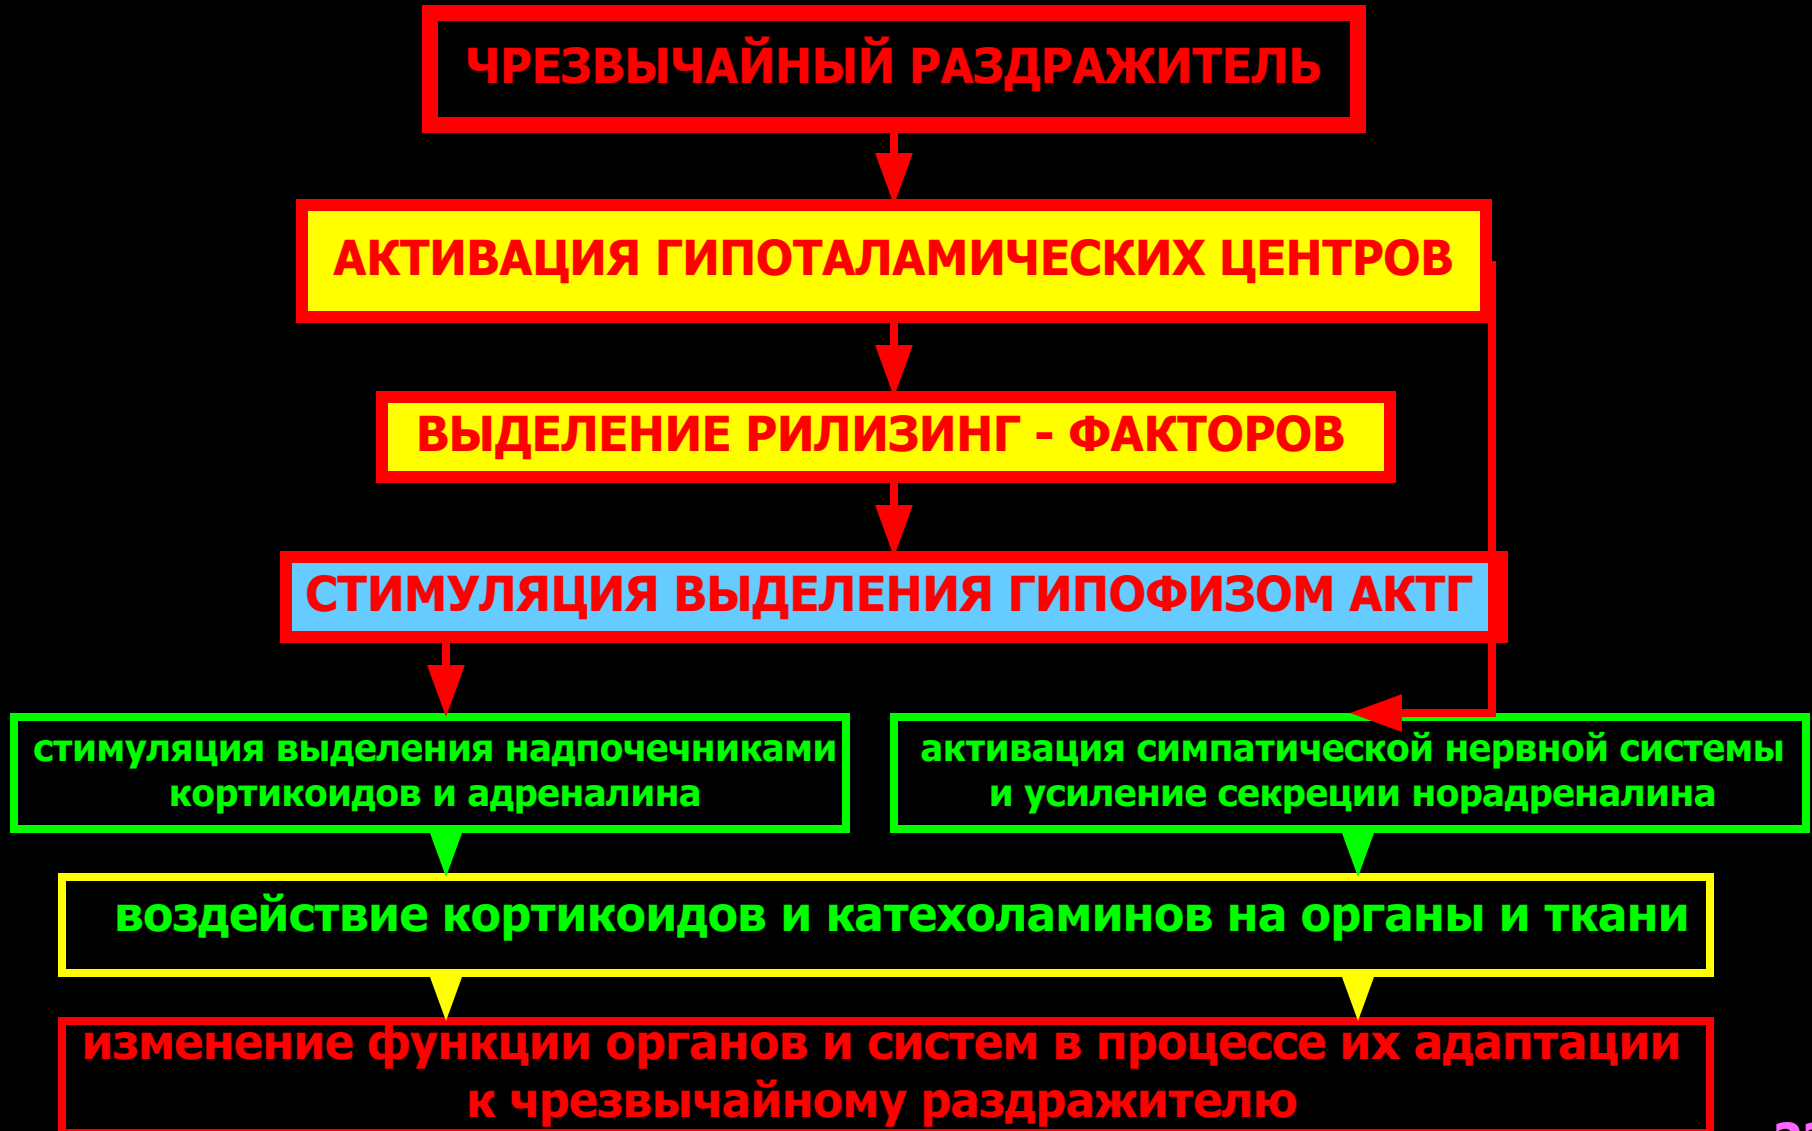 ЧРЕЗВЫЧАЙНЫЙ РАЗДРАЖИТЕЛЬ
АКТИВАЦИЯ ГИПОТАЛАМИЧЕСКИХ ЦЕНТРОВ
ВЫДЕЛЕНИЕ РИЛИЗИНГ - ФАКТОРОВ
СТИМУЛЯЦИЯ ВЫДЕЛЕНИЯ ГИПОФИЗОМ АКТГ
стимуляция выделения надпочечниками
кортикоидов и адреналина
активация симпатической нервной системы
и усиление секреции норадреналина
воздействие кортикоидов и катехоламинов на органы и ткани
изменение функции органов и систем в процессе их адаптации
к чрезвычайному раздражителю